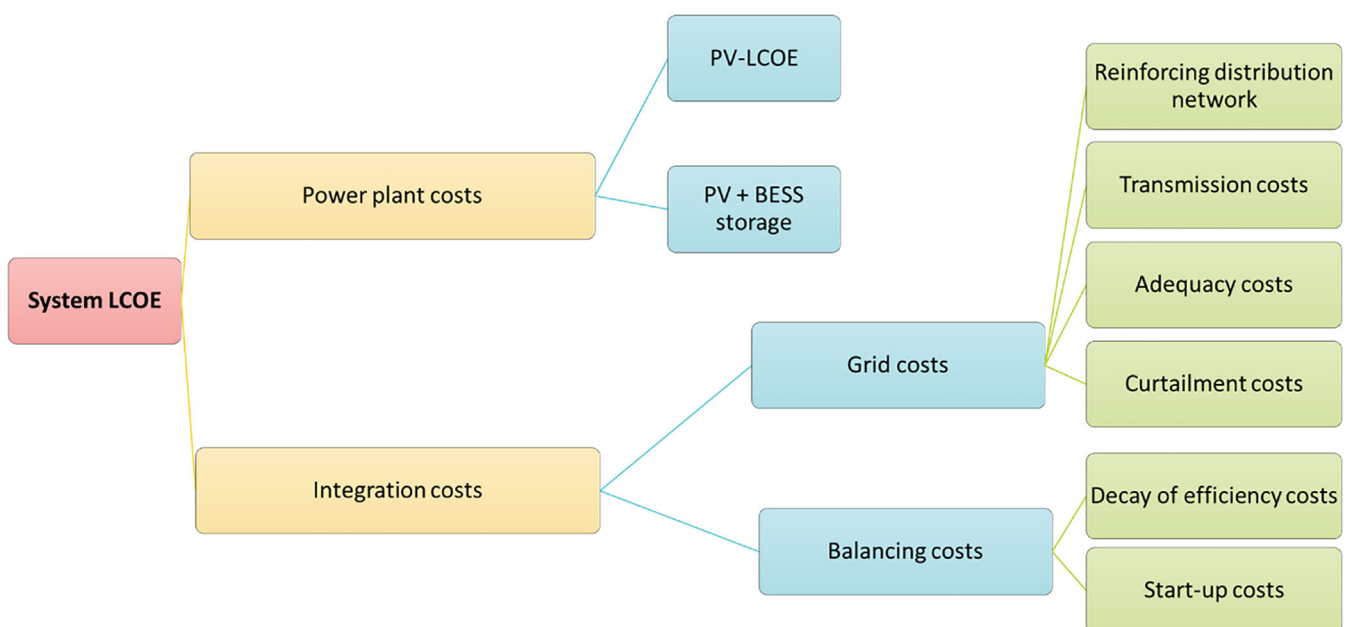 System LCOE
Power plant costs
Integration costs
PV-LCOE
PV + BESS
storage
Grid costs
Balancing costs
Reinforcing distribution
network
Transmission costs
Adequacy costs
Curtailment costs
Decay of efficiency costs
Start-up costs